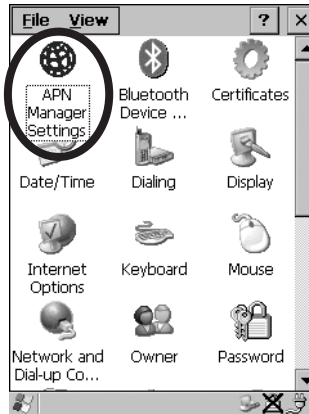 File View ? ×
APN Manager Settings
Bluetooth Device ...
Certificates
Date/Time
Dialing
Display
Internet Options
Keyboard
Mouse
Network and Dial-up Co...
Owner
Password